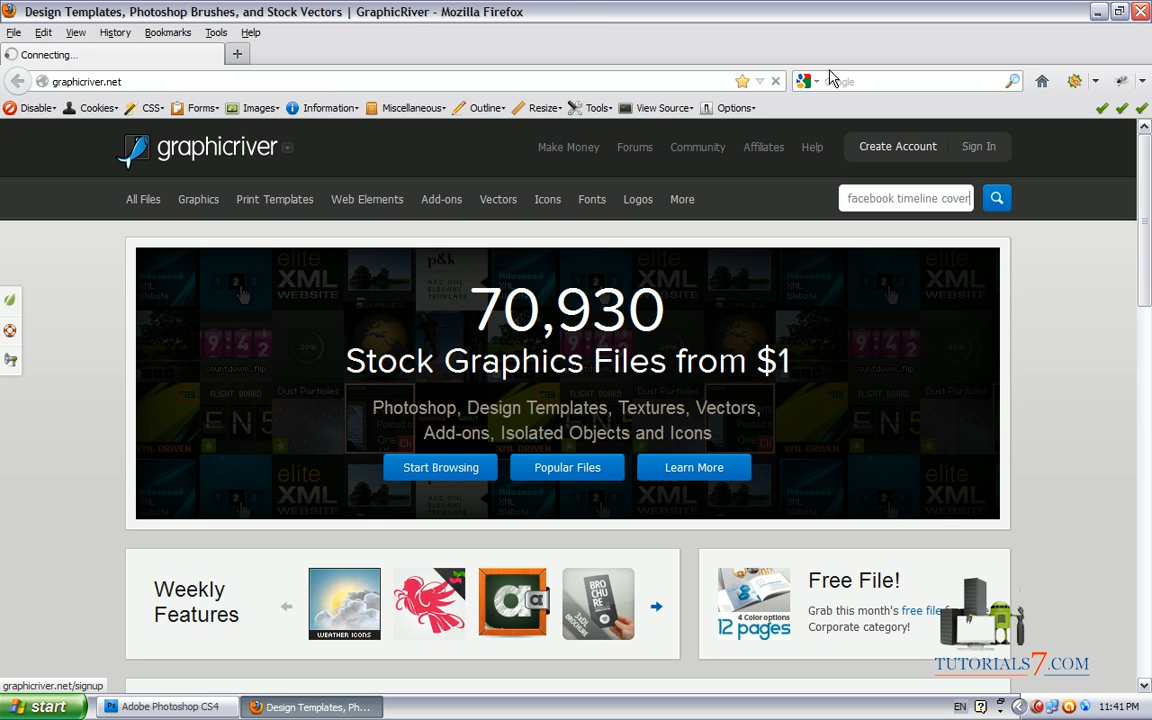 Design Templates, Photoshop Brushes, and Stock Vectors | GraphicRiver - Mozilla Firefox
File Edit View History Bookmarks Tools Help
Connecting...
graphicriver.net
Google
Disable Cookies CSS Forms Images Information Miscellaneous Outline Resize Tools View Source Options
graphicriver
Make Money Forums Community Affiliates Help Create Account Sign In
All Files Graphics Print Templates Web Elements Add-ons Vectors Icons Fonts Logos More
facebook timeline cover
70,930
Stock Graphics Files from $1
Photoshop, Design Templates, Textures, Vectors,
Add-ons, Isolated Objects and Icons
Start Browsing Popular Files Learn More
Weekly
Features
WEATHER ICONS
BRO
CHU
RE
4 Color options
12 pages
Free File!
Grab this month's free file
Corporate category!
TUTORIALS7.COM
graphicriver.net/signup
start
Adobe Photoshop CS4
Design Templates, Ph...
EN
11:41 PM